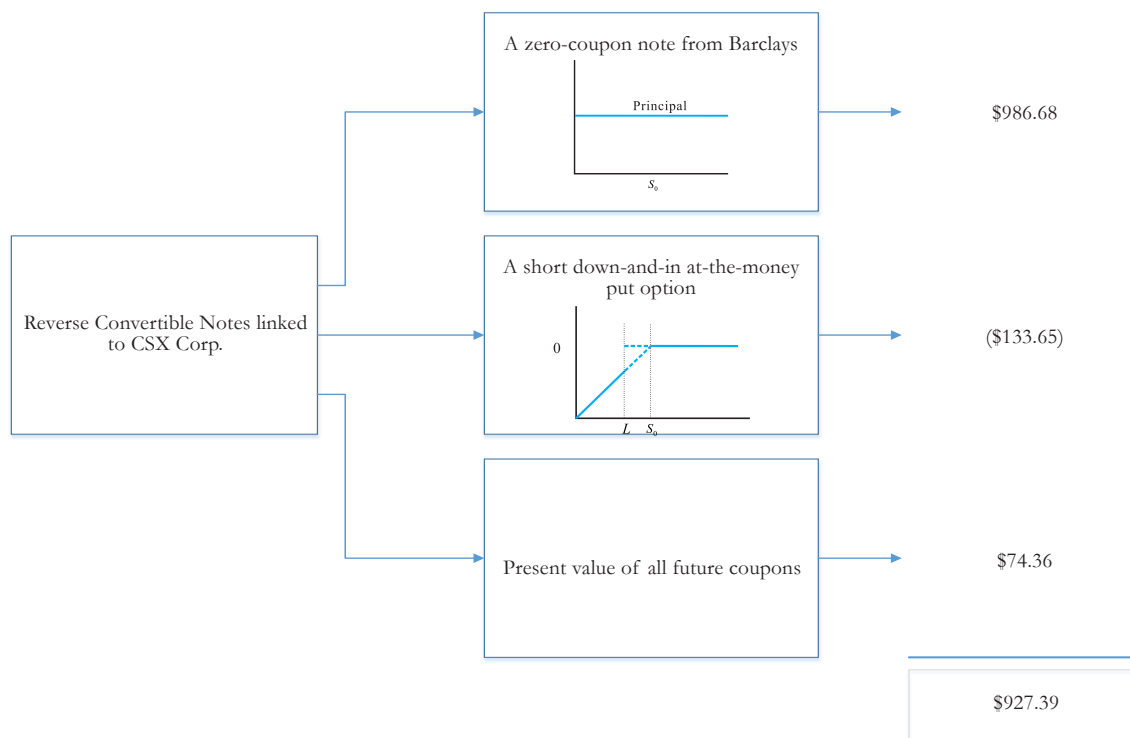 A zero-coupon note from Barclays
Principal
S₀
$986.68
Reverse Convertible Notes linked
to CSX Corp.
A short down-and-in at-the-money
put option
0
L S₀
($133.65)
Present value of all future coupons
$74.36
$927.39